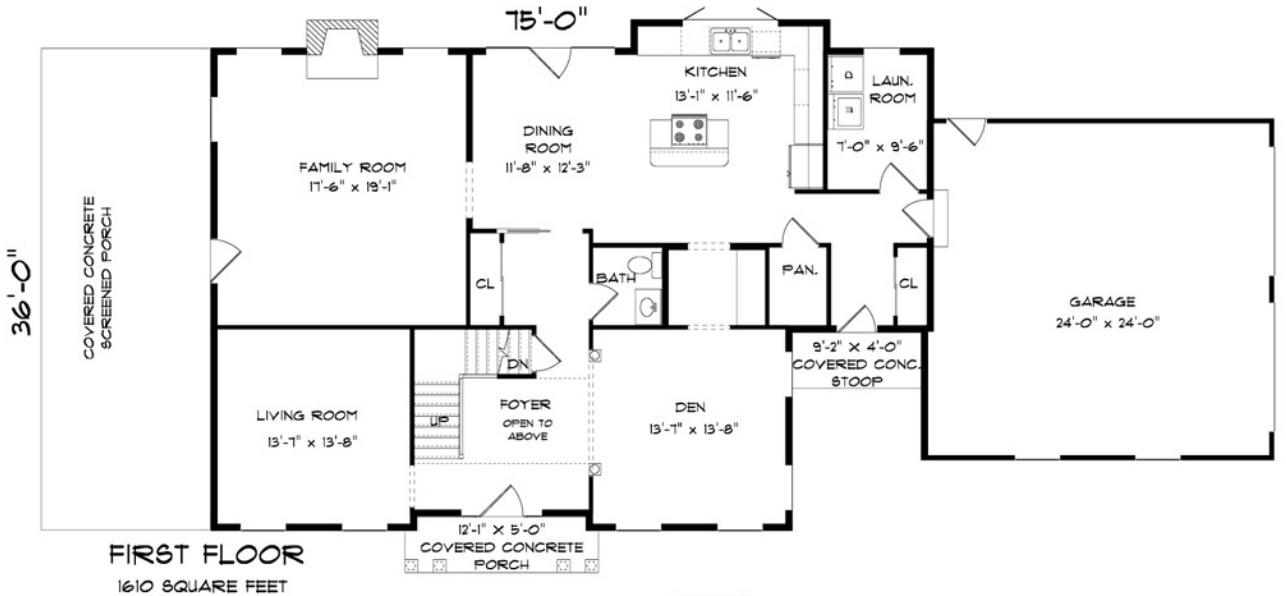 75'-0"
36'-0"
COVERED CONCRETE
SCREENED PORCH
FAMILY ROOM
17'-6" x 19'-1"
DINING
ROOM
11'-8" x 12'-3"
KITCHEN
13'-1" x 11'-6"
D
LAUN.
ROOM
7'-0" x 9'-6"
CL
BATH
PAN.
CL
GARAGE
24'-0" x 24'-0"
9'-2" X 4'-0"
COVERED CONC.
STOOP
DN
UP
LIVING ROOM
13'-7" x 13'-8"
FOYER
OPEN TO
ABOVE
DEN
13'-7" x 13'-8"
12'-1" X 5'-0"
COVERED CONCRETE
PORCH
FIRST FLOOR
1610 SQUARE FEET